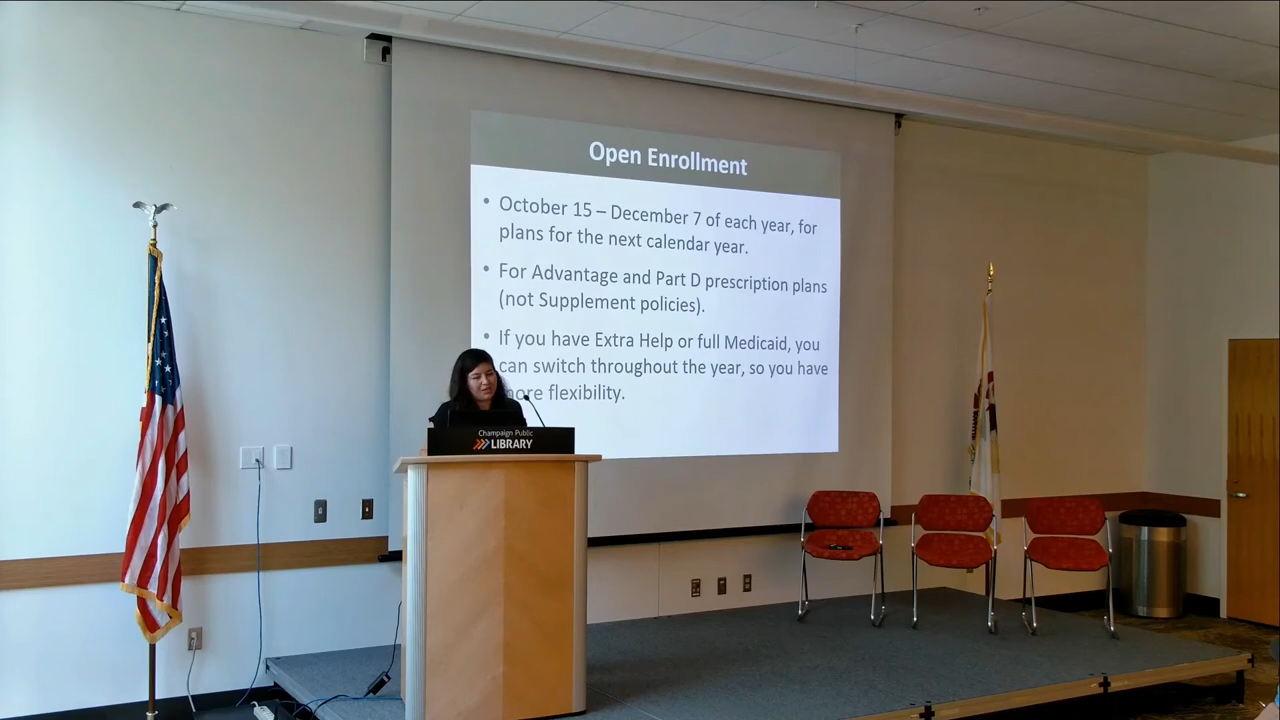 Open Enrollment
• October 15 – December 7 of each year, for
plans for the next calendar year.
• For Advantage and Part D prescription plans
(not Supplement policies).
• If you have Extra Help or full Medicaid, you
can switch throughout the year, so you have
more flexibility.
Champaign Public
LIBRARY